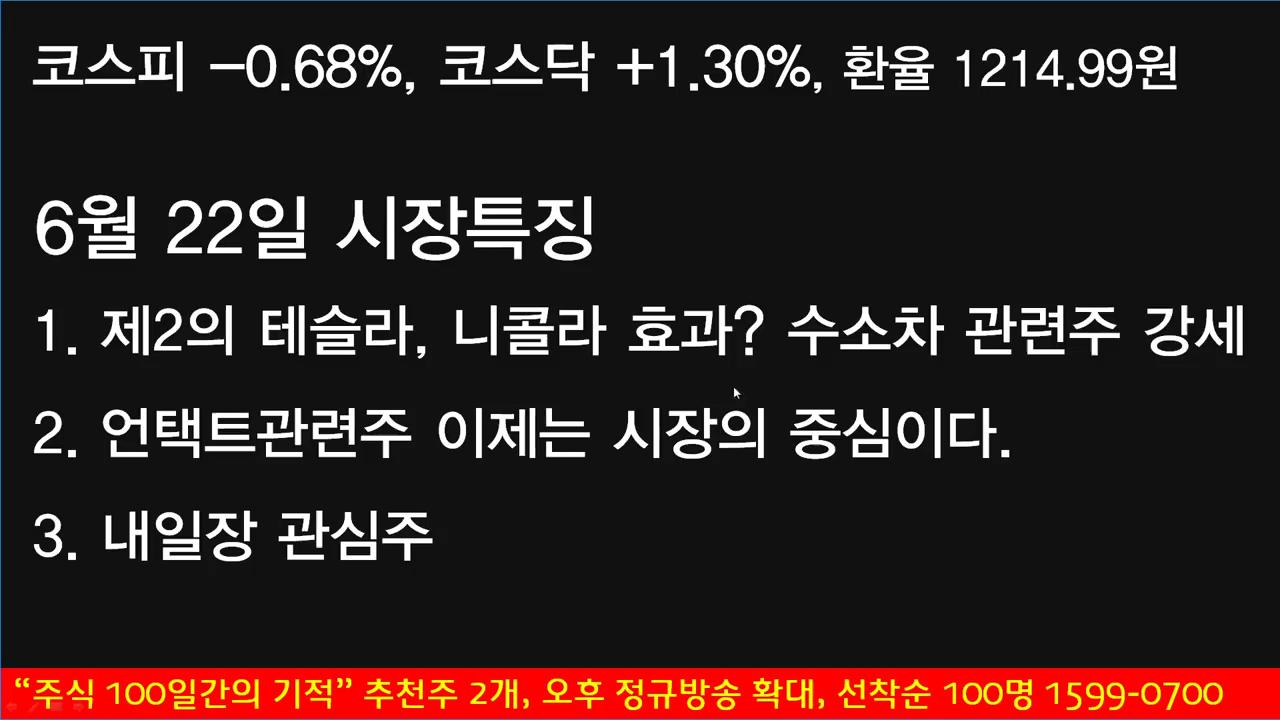 코스피 -0.68%, 코스닥 +1.30%, 환율 1214.99원
6월 22일 시장특징
1. 제2의 테슬라, 니콜라 효과? 수소차 관련주 강세
2. 언택트관련주 이제는 시장의 중심이다.
3. 내일장 관심주
“주식 100일간의 기적” 추천주 2개, 오후 정규방송 확대, 선착순 100명 1599-0700